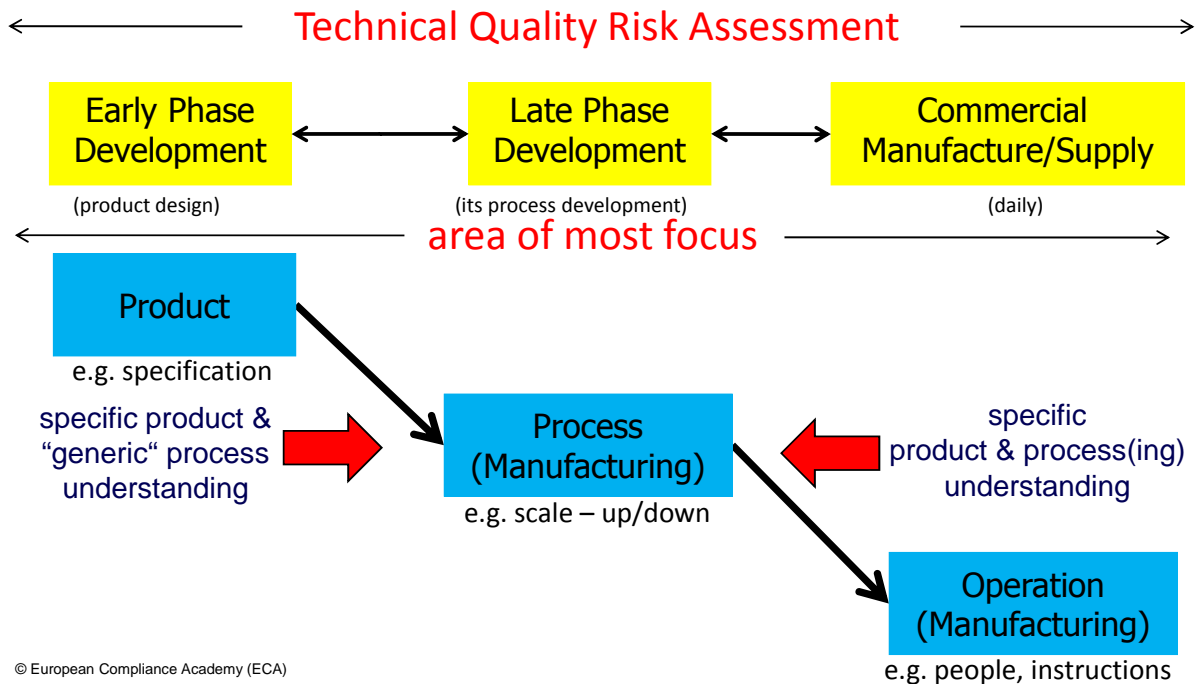 Technical Quality Risk Assessment
Early Phase
Development
Late Phase
Development
Commercial
Manufacture/Supply
(product design)
(its process development)
(daily)
area of most focus
Product
e.g. specification
specific product &
“generic“ process
understanding
Process
(Manufacturing)
e.g. scale – up/down
specific
product & process(ing)
understanding
Operation
(Manufacturing)
e.g. people, instructions
© European Compliance Academy (ECA)